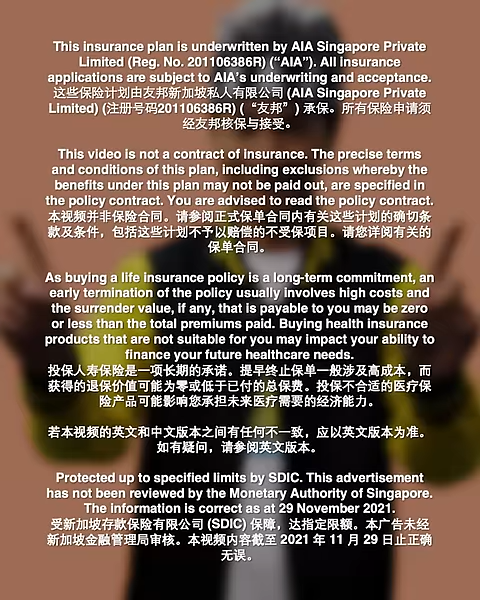 This insurance plan is underwritten by AIA Singapore Private
Limited (Reg. No. 201106386R) (“AIA”). All insurance
applications are subject to AIA’s underwriting and acceptance.
这些保险计划由友邦新加坡私人有限公司 (AIA Singapore Private
Limited) (注册号码201106386R) (“友邦”) 承保。所有保险申请须
经友邦核保与接受。
This video is not a contract of insurance. The precise terms
and conditions of this plan, including exclusions whereby the
benefits under this plan may not be paid out, are specified in
the policy contract. You are advised to read the policy contract.
本视频并非保险合同。请参阅正式保单合同内有关这些计划的确切条
款及条件，包括这些计划不予以赔偿的不受保项目。请您详阅有关的
保单合同。
As buying a life insurance policy is a long-term commitment, an
early termination of the policy usually involves high costs and
the surrender value, if any, that is payable to you may be zero
or less than the total premiums paid. Buying health insurance
products that are not suitable for you may impact your ability to
finance your future healthcare needs.
投保人寿保险是一项长期的承诺。提早终止保单一般涉及高成本，而
获得的退保价值可能为零或低于已付的总保费。投保不合适的医疗保
险产品可能影响您承担未来医疗需要的经济能力。
若本视频的英文和中文版本之间有任何不一致，应以英文版本为准。
如有疑问，请参阅英文版本。
Protected up to specified limits by SDIC. This advertisement
has not been reviewed by the Monetary Authority of Singapore.
The information is correct as at 29 November 2021.
受新加坡存款保险有限公司 (SDIC) 保障，达指定限额。本广告未经
新加坡金融管理局审核。本视频内容截至 2021 年 11 月 29 日止正确
无误。